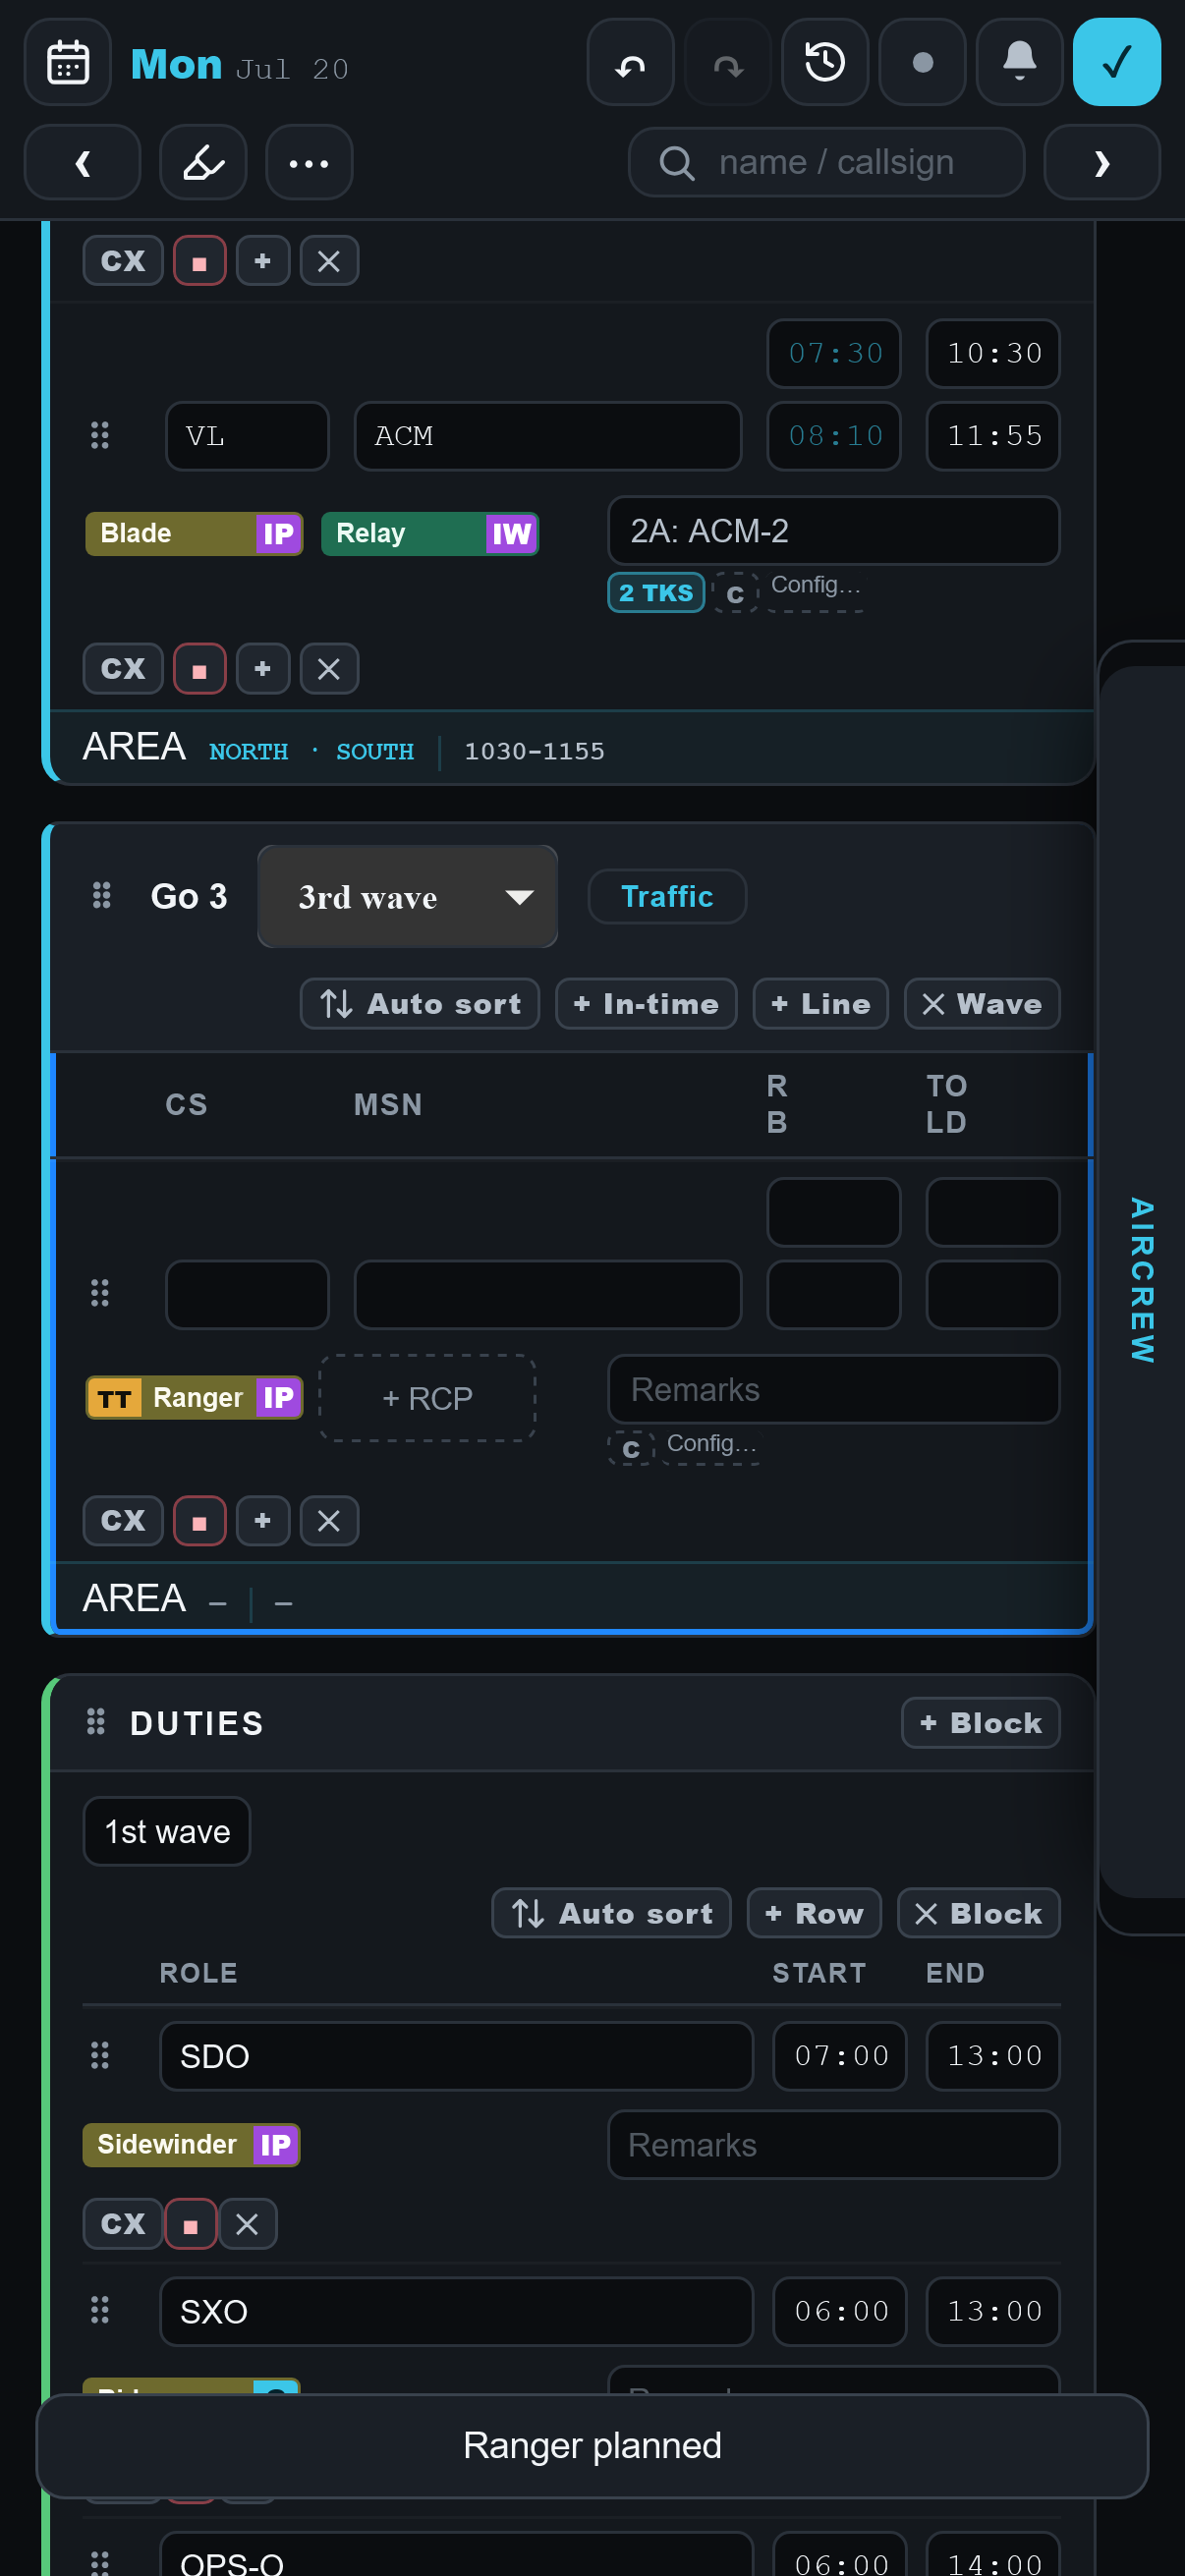 Mon Jul 20
name / callsign
CX + ×
07:30 10:30
VL ACM 08:10 11:55
Blade IP Relay IW 2A: ACM-2
2 TKS C Config...
CX + ×
AREA NORTH · SOUTH | 1030–1155
Go 3 3rd wave Traffic
Auto sort + In-time + Line × Wave
CS MSN R TO
B LD
TT Ranger IP + RCP Remarks
C Config...
CX + ×
AREA – | –
AIRCREW
DUTIES + Block
1st wave
Auto sort + Row × Block
ROLE START END
SDO 07:00 13:00
Sidewinder IP Remarks
CX ×
SXO 06:00 13:00
Ranger planned
OPS-O 06:00 14:00